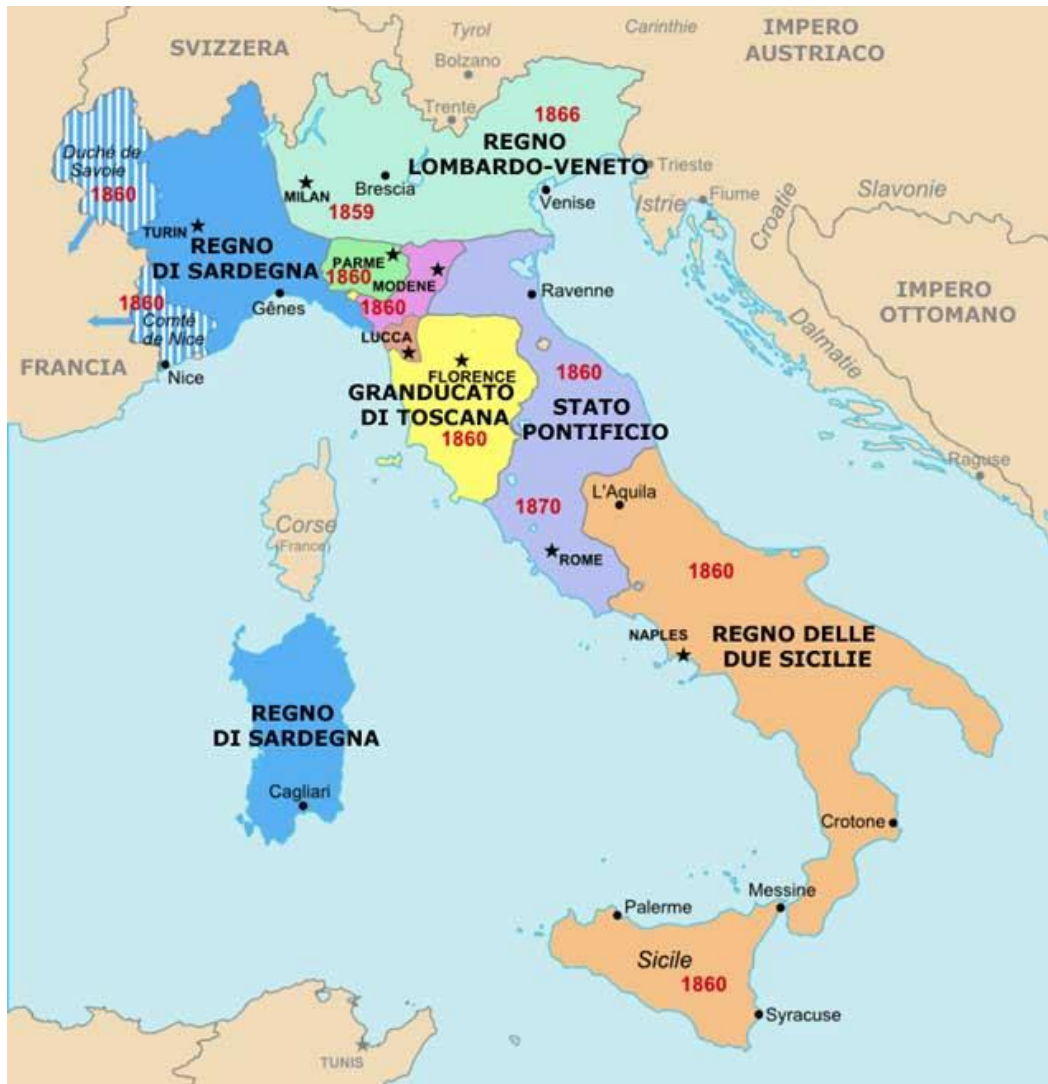 SVIZZERA
Tyrol
Bolzano
Carinthie
IMPERO
AUSTRIACO
Trente
1866
REGNO
LOMBARDO-VENETO
Duché de
Savoie
1860
MILAN
Brescia
1859
Venise
Trieste
Istrie
Fiume
Croatie
Slavonie
TURIN
REGNO
DI SARDEGNA
PARME
1860
MODENE
1860
Gênes
Ravenne
1860
Comté
de Nice
Nice
FRANCIA
LUCCA
FLORENCE
GRANDUCATO
DI TOSCANA
1860
1860
STATO
PONTIFICIO
IMPERO
OTTOMANO
Dalmatie
Raguse
L'Aquila
1870
ROME
Corse
(France)
1860
NAPLES
REGNO DELLE
DUE SICILIE
REGNO
DI SARDEGNA
Cagliari
Crotone
Messine
Palerme
Sicile
1860
Syracuse
TUNIS